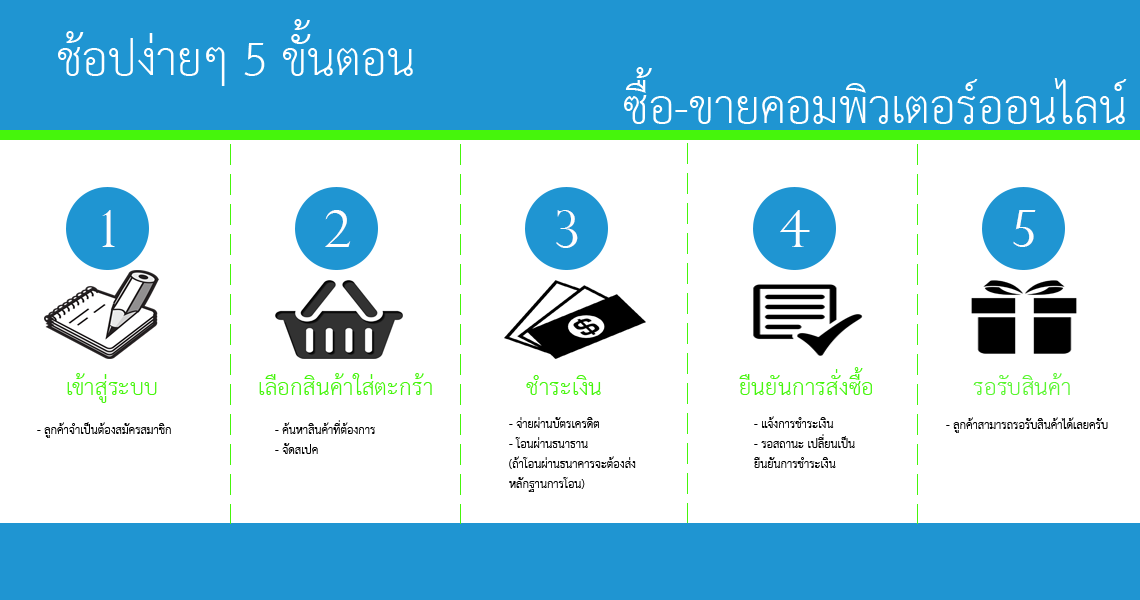 ช้อปง่ายๆ 5 ขั้นตอน
ซื้อ-ขายคอมพิวเตอร์ออนไลน์
1
เข้าสู่ระบบ
- ลูกค้าจำเป็นต้องสมัครสมาชิก
2
เลือกสินค้าใส่ตะกร้า
- ค้นหาสินค้าที่ต้องการ
- จัดสเปค
3
ชำระเงิน
- จ่ายผ่านบัตรเครดิต
- โอนผ่านธนาธาน
(ถ้าโอนผ่านธนาคารจะต้องส่ง
หลักฐานการโอน)
4
ยืนยันการสั่งซื้อ
- แจ้งการชำระเงิน
- รอสถานะ เปลี่ยนเป็น
ยืนยันการชำระเงิน
5
รอรับสินค้า
- ลูกค้าสามารถรอรับสินค้าได้เลยครับ